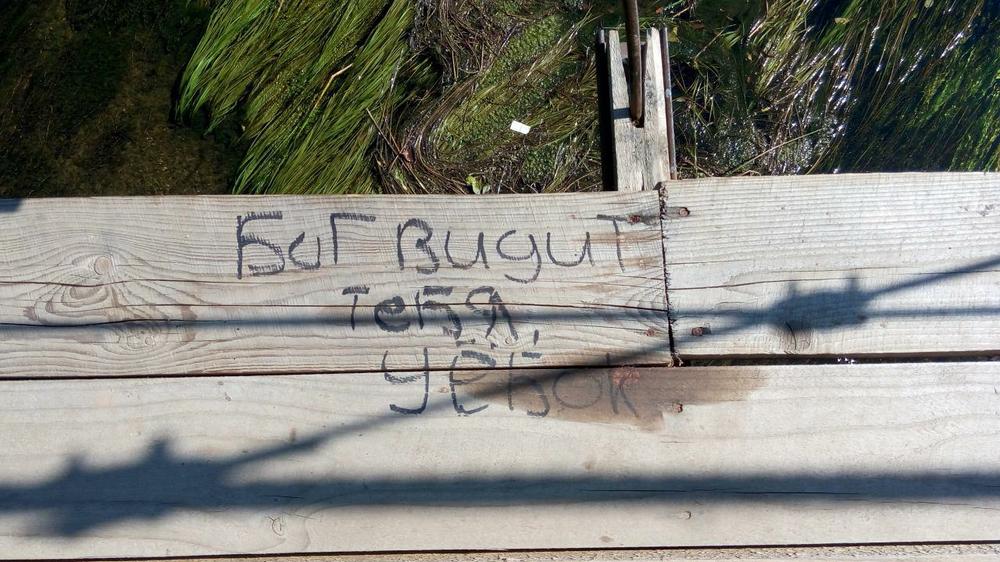 Бог видит
тебя,
уёбок